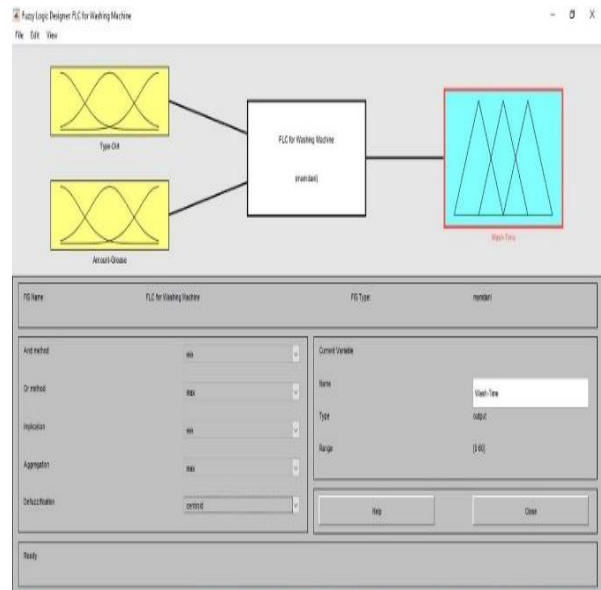 Fuzzy Logic Designer: FLC for Washing Machine
File Edit View
Type-Dirt
FLC for Washing Machine
(mamdani)
Wash-Time
Amount-Grease
FIS Name: FLC for Washing Machine FIS Type: mamdani
And method min
Or method max
Implication min
Aggregation max
Defuzzification centroid
Current Variable
Name Wash-Time
Type output
Range [0 60]
Help Close
Ready